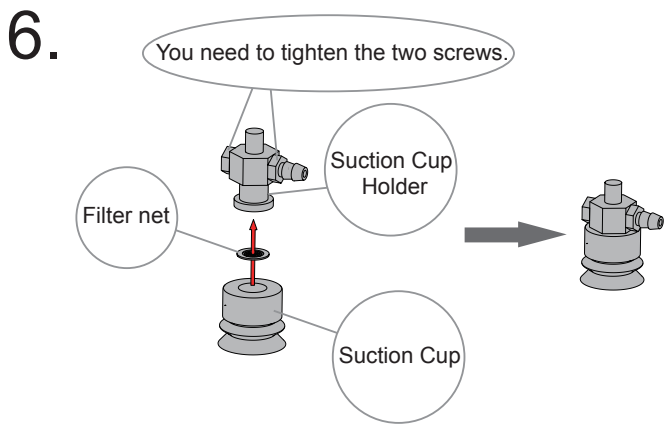 6.
You need to tighten the two screws.
Suction Cup
Holder
Filter net
Suction Cup